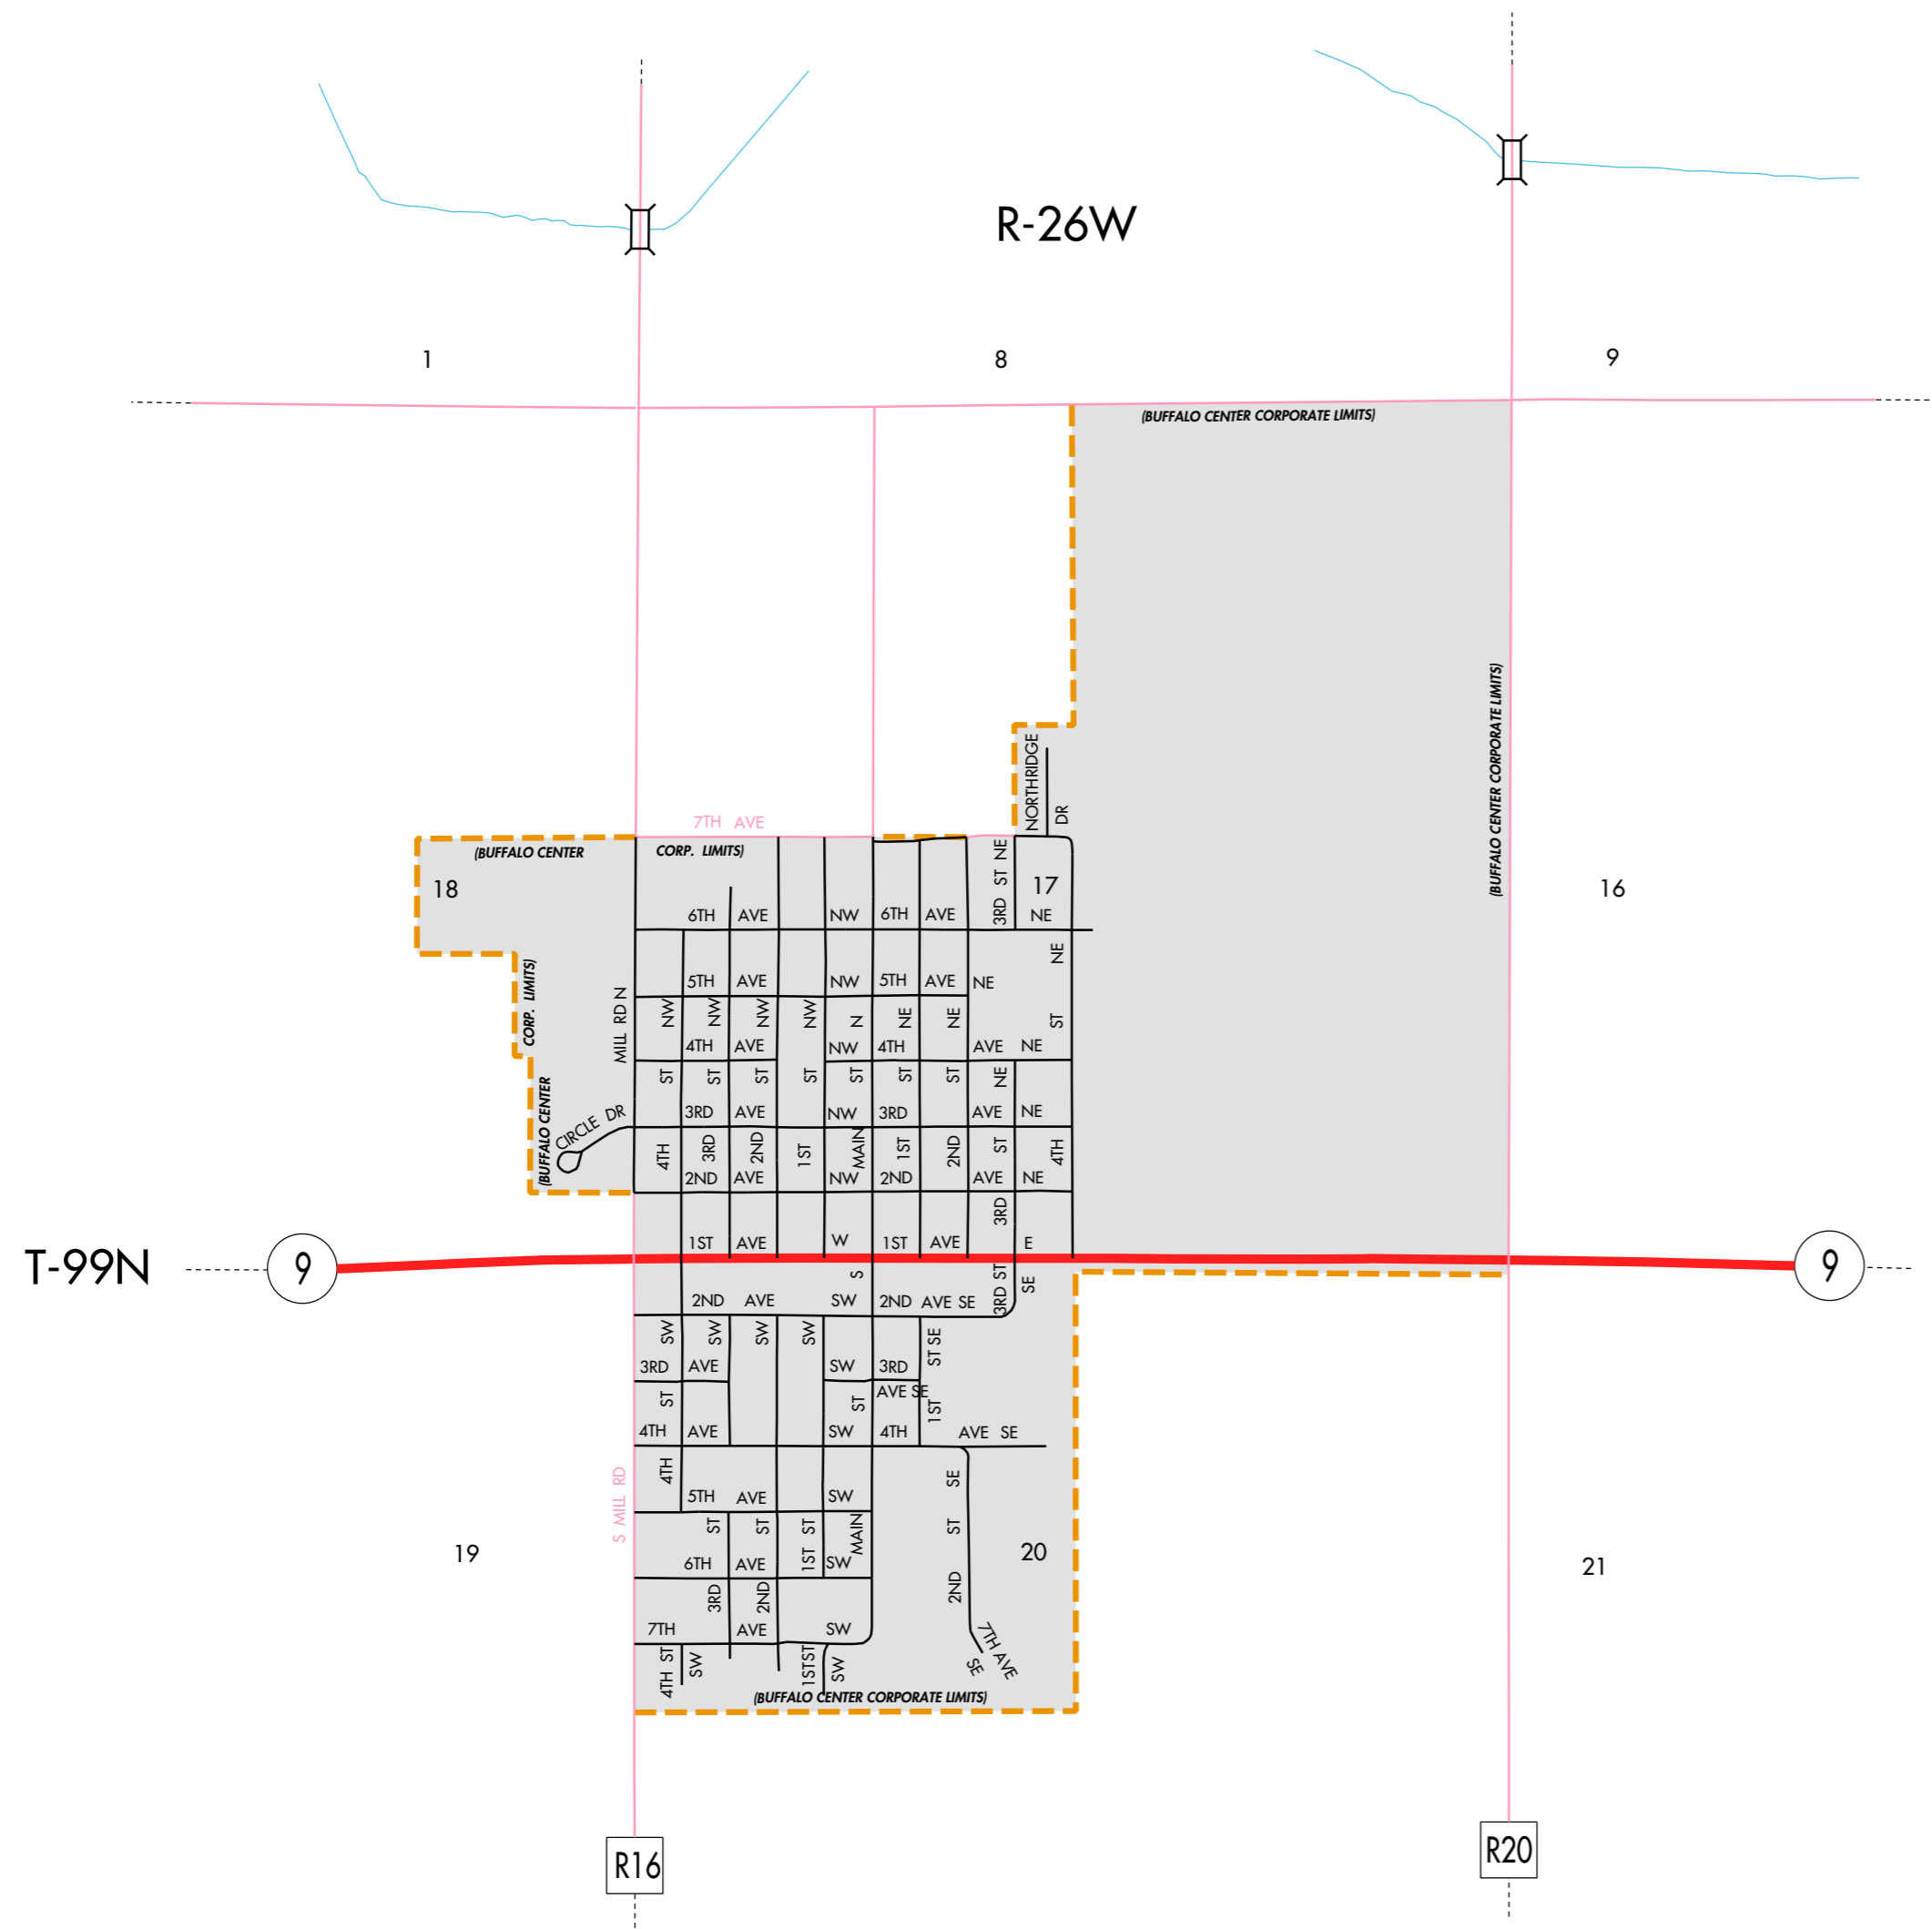 R-26W
1
8
9
(BUFFALO CENTER CORPORATE LIMITS)
(BUFFALO CENTER CORPORATE LIMITS)
NORTHRIDGE
DR
7TH AVE
(BUFFALO CENTER
CORP. LIMITS)
18
17
16
3RD ST NE
6TH AVE NW
6TH AVE NE
CORP. LIMITS)
(BUFFALO CENTER
MILL RD N
5TH AVE NW
5TH AVE NE
4TH ST NW
3RD ST NW
2ND ST NW
1ST ST NW
MAIN ST N
1ST ST NE
2ND ST NE
3RD ST NE
4TH ST NE
4TH AVE NW
4TH AVE NE
CIRCLE DR
3RD AVE NW
3RD AVE NE
2ND AVE NW
2ND AVE NE
T-99N
9
1ST AVE W
1ST AVE E
9
2ND AVE SW
2ND AVE SE
3RD ST SE
4TH ST SW
3RD ST SW
2ND ST SW
1ST ST SW
MAIN ST S
1ST ST SE
3RD AVE SW
3RD
AVE SE
4TH AVE SW
4TH AVE SE
S MILL RD
5TH AVE SW
2ND ST SE
19
20
21
6TH AVE SW
7TH AVE SW
7TH AVE
SE
4TH ST
SW
1ST ST
SW
(BUFFALO CENTER CORPORATE LIMITS)
R16
R20